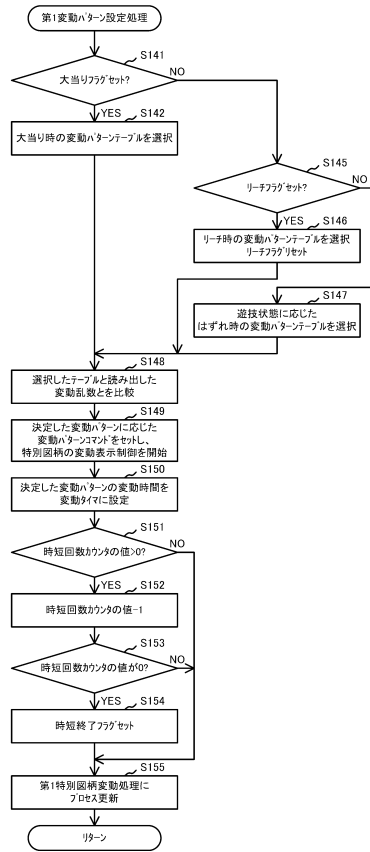 第1変動パターン設定処理
S141
大当りフラグセット?
NO
YES
S142
大当り時の変動パターンテーブルを選択
S145
リーチフラグセット?
NO
YES
S146
リーチ時の変動パターンテーブルを選択
リーチフラグリセット
S147
遊技状態に応じた
はずれ時の変動パターンテーブルを選択
S148
選択したテーブルと読み出した
変動乱数とを比較
S149
決定した変動パターンに応じた
変動パターンコマンドをセットし、
特別図柄の変動表示制御を開始
S150
決定した変動パターンの変動時間を
変動タイマに設定
S151
時短回数カウンタの値>0?
NO
YES
S152
時短回数カウンタの値-1
S153
時短回数カウンタの値が0?
NO
YES
S154
時短終了フラグセット
S155
第1特別図柄変動処理に
プロセス更新
リターン